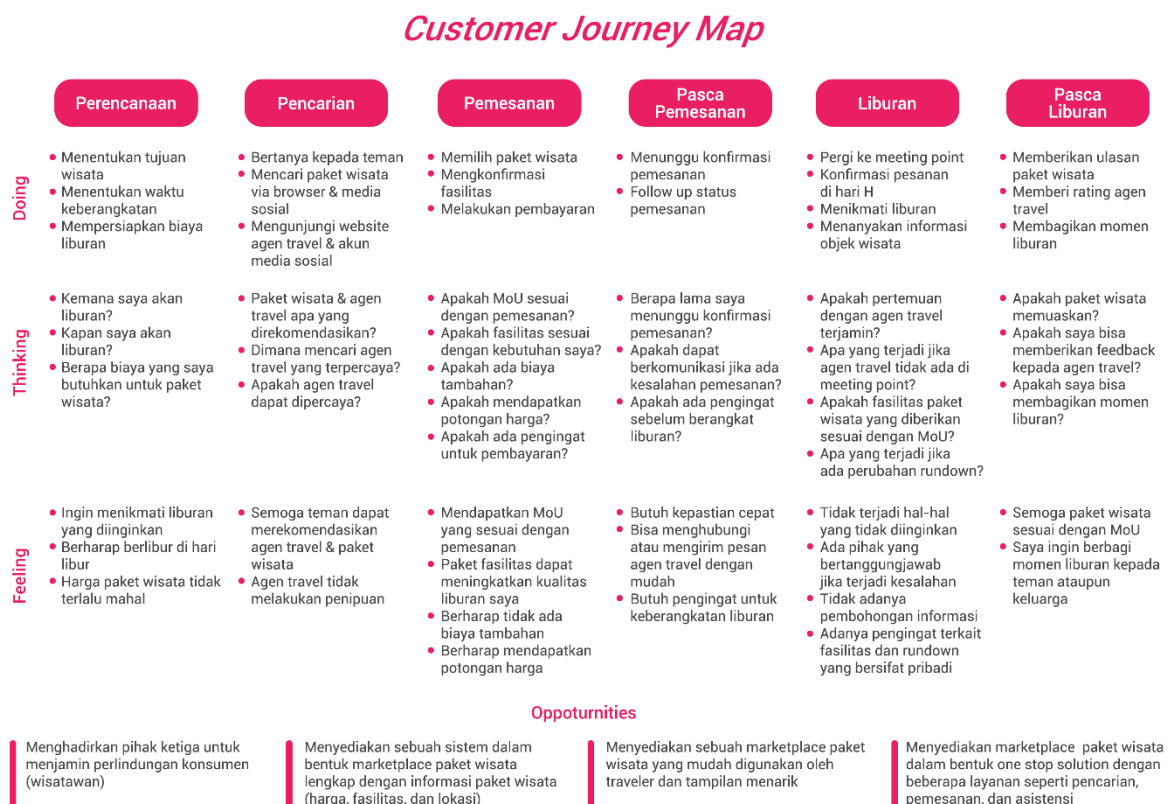 Customer Journey Map
Perencanaan
Pencarian
Pemesanan
Pasca
Pemesanan
Liburan
Pasca
Liburan
Doing
• Menentukan tujuan
wisata
• Menentukan waktu
keberangkatan
• Mempersiapkan biaya
liburan
• Bertanya kepada teman
• Mencari paket wisata
via browser & media
sosial
• Mengunjungi website
agen travel & akun
media sosial
• Memilih paket wisata
• Mengkonfirmasi
fasilitas
• Melakukan pembayaran
• Menunggu konfirmasi
pemesanan
• Follow up status
pemesanan
• Pergi ke meeting point
• Konfirmasi pesanan
di hari H
• Menikmati liburan
• Menanyakan informasi
objek wisata
• Memberikan ulasan
paket wisata
• Memberi rating agen
travel
• Membagikan momen
liburan
Thinking
• Kemana saya akan
liburan?
• Kapan saya akan
liburan?
• Berapa biaya yang saya
butuhkan untuk paket
wisata?
• Paket wisata & agen
travel apa yang
direkomendasikan?
• Dimana mencari agen
travel yang terpercaya?
• Apakah agen travel
dapat dipercaya?
• Apakah MoU sesuai
dengan pemesanan?
• Apakah fasilitas sesuai
dengan kebutuhan saya?
• Apakah ada biaya
tambahan?
• Apakah mendapatkan
potongan harga?
• Apakah ada pengingat
untuk pembayaran?
• Berapa lama saya
menunggu konfirmasi
pemesanan?
• Apakah dapat
berkomunikasi jika ada
kesalahan pemesanan?
• Apakah ada pengingat
sebelum berangkat
liburan?
• Apakah pertemuan
dengan agen travel
terjamin?
• Apa yang terjadi jika
agen travel tidak ada di
meeting point?
• Apakah fasilitas paket
wisata yang diberikan
sesuai dengan MoU?
• Apa yang terjadi jika
ada perubahan rundown?
• Apakah paket wisata
memuaskan?
• Apakah saya bisa
memberikan feedback
kepada agen travel?
• Apakah saya bisa
membagikan momen
liburan?
Feeling
• Ingin menikmati liburan
yang diinginkan
• Berharap berlibur di hari
libur
• Harga paket wisata tidak
terlalu mahal
• Semoga teman dapat
merekomendasikan
agen travel & paket
wisata
• Agen travel tidak
melakukan penipuan
• Mendapatkan MoU
yang sesuai dengan
pemesanan
• Paket fasilitas dapat
meningkatkan kualitas
liburan saya
• Berharap tidak ada
biaya tambahan
• Berharap mendapatkan
potongan harga
• Butuh kepastian cepat
• Bisa menghubungi
atau mengirim pesan
agen travel dengan
mudah
• Butuh pengingat untuk
keberangkatan liburan
• Tidak terjadi hal-hal
yang tidak diinginkan
• Ada pihak yang
bertanggungjawab
jika terjadi kesalahan
• Tidak adanya
pembohongan informasi
• Adanya pengingat terkait
fasilitas dan rundown
yang bersifat pribadi
• Semoga paket wisata
sesuai dengan MoU
• Saya ingin berbagi
momen liburan kepada
teman ataupun
keluarga
Oppoturnities
Menghadirkan pihak ketiga untuk
menjamin perlindungan konsumen
(wisatawan)
Menyediakan sebuah sistem dalam
bentuk marketplace paket wisata
lengkap dengan informasi paket wisata
(harga, fasilitas, dan lokasi)
Menyediakan sebuah marketplace paket
wisata yang mudah digunakan oleh
traveler dan tampilan menarik
Menyediakan marketplace paket wisata
dalam bentuk one stop solution dengan
beberapa layanan seperti pencarian,
pemesanan, dan asistensi